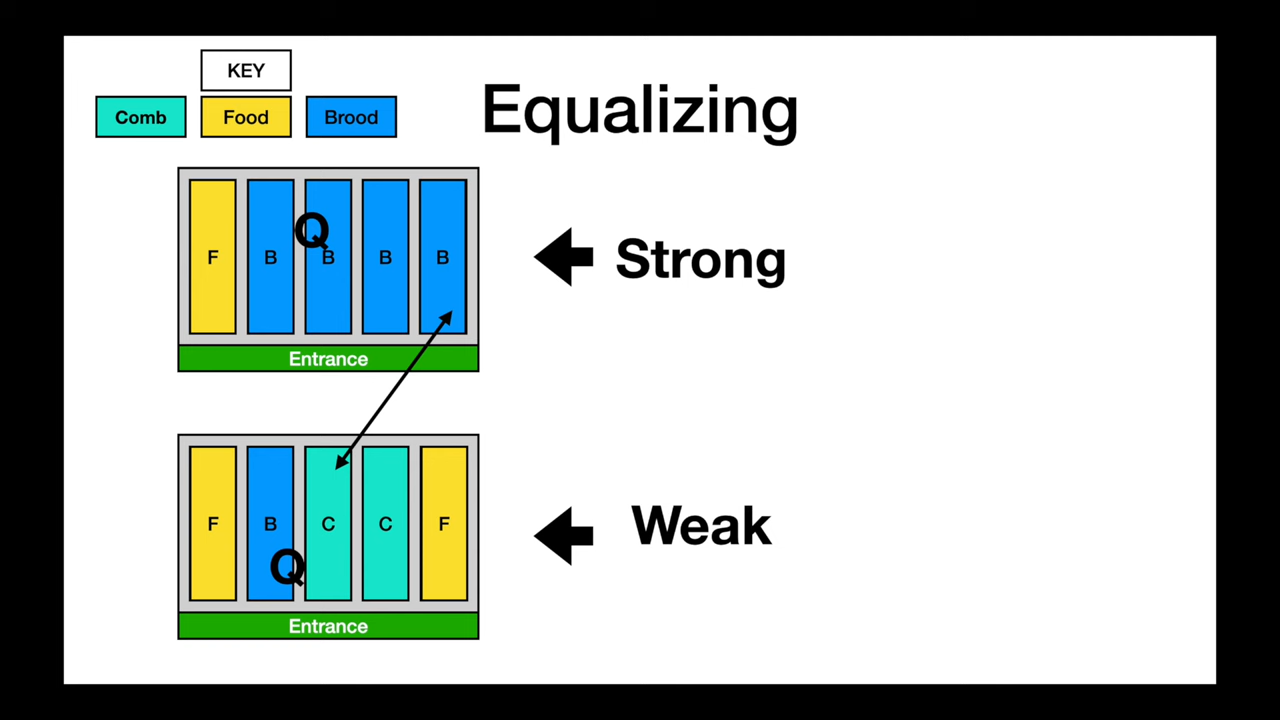 KEY
Comb Food Brood
Equalizing
Q
F B B B B
Entrance
Strong
F B C C F
Q
Entrance
Weak